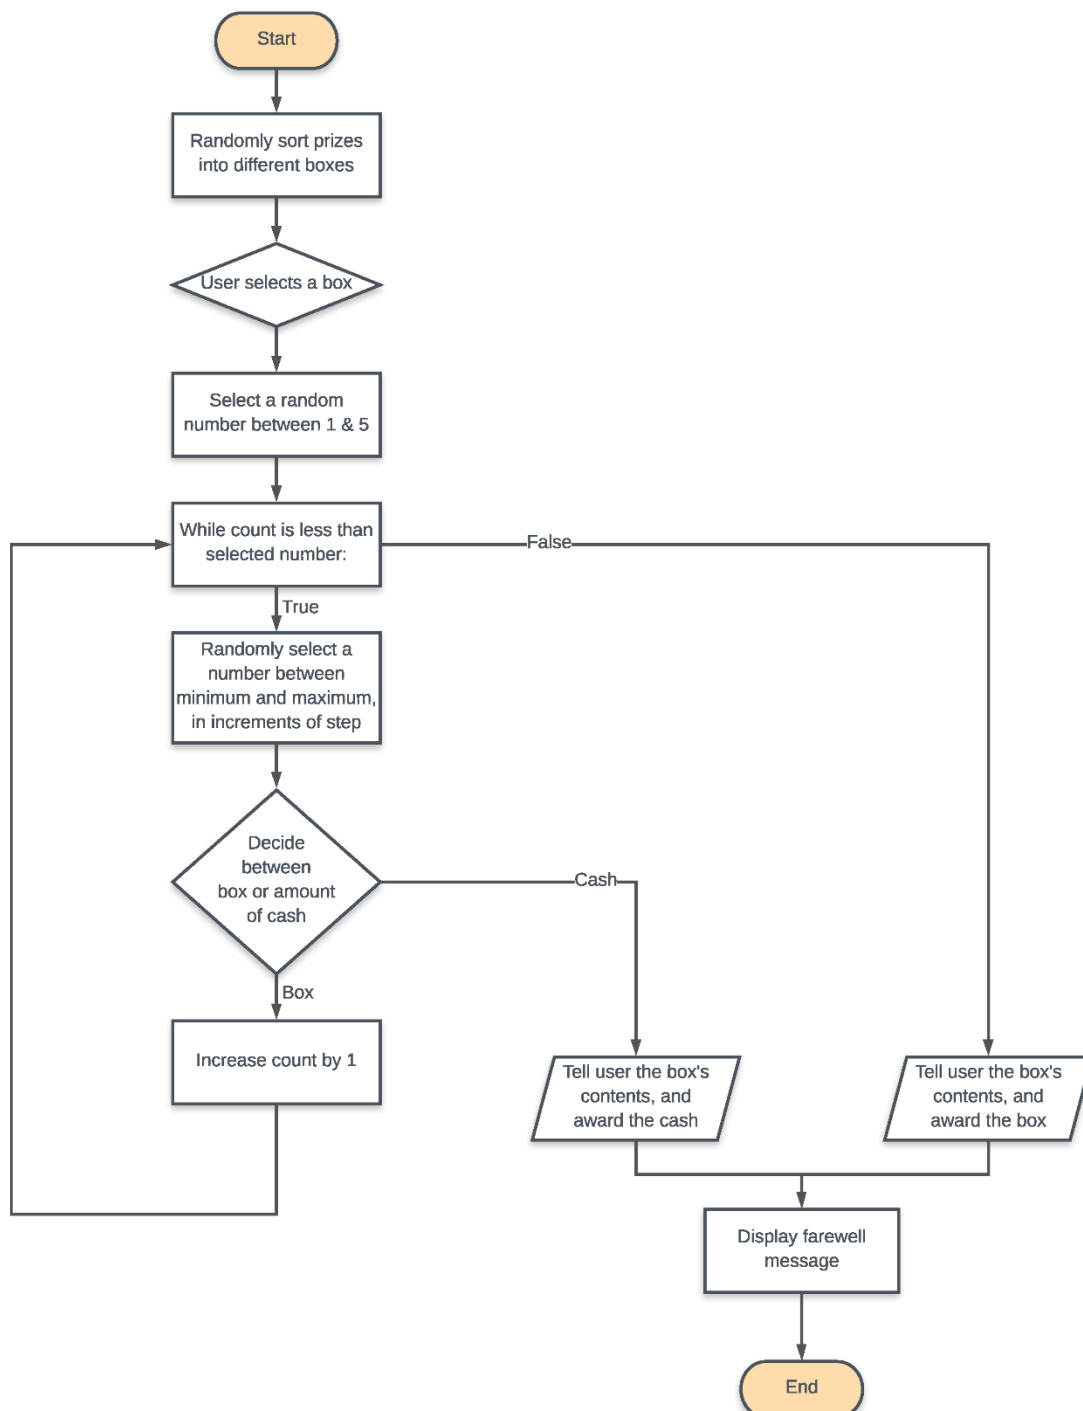 Start
Randomly sort prizes
into different boxes
User selects a box
Select a random
number between 1 & 5
While count is less than
selected number:
False
True
Randomly select a
number between
minimum and maximum,
in increments of step
Decide
between
box or amount
of cash
Cash
Box
Increase count by 1
Tell user the box's
contents, and
award the cash
Tell user the box's
contents, and
award the box
Display farewell
message
End